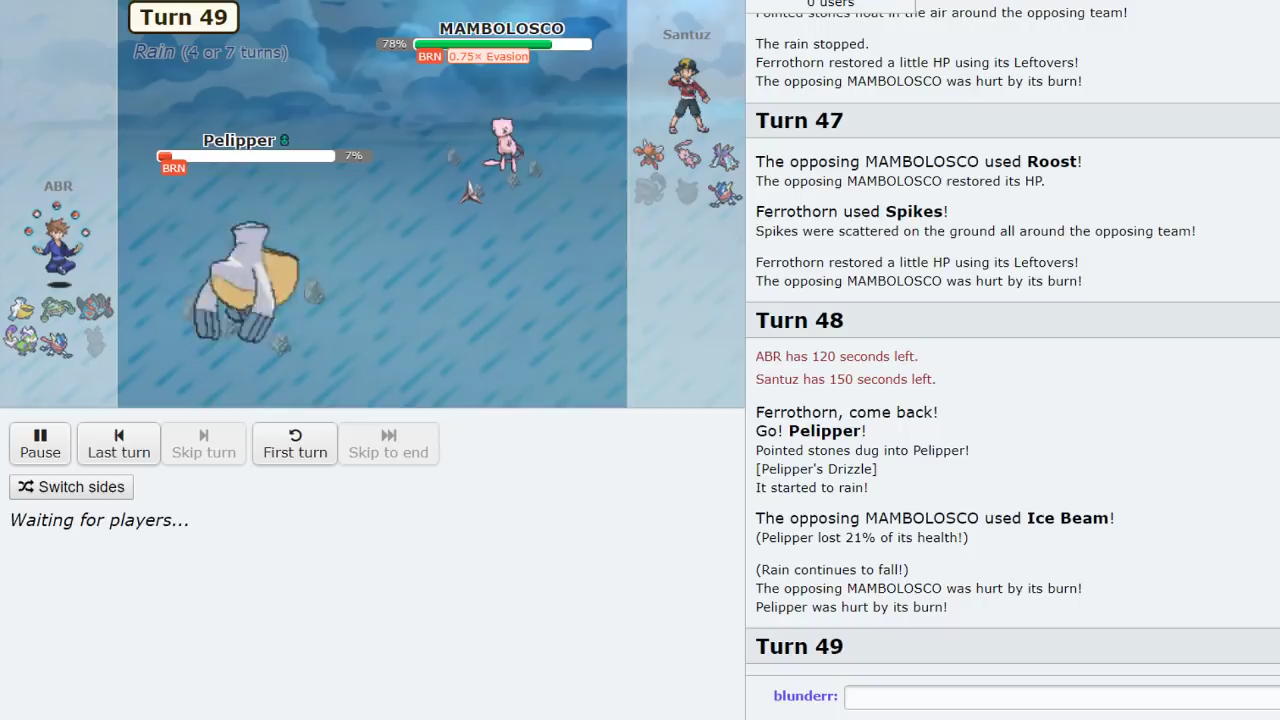 Turn 49
Rain (4 or 7 turns)
MAMBOLOSCO
78%
BRN 0.75× Evasion
Pelipper
7%
BRN
ABR
Santuz
Pause
Last turn
Skip turn
First turn
Skip to end
Switch sides
Waiting for players...
0 users
Pointed stones float in the air around the opposing team!
The rain stopped.
Ferrothorn restored a little HP using its Leftovers!
The opposing MAMBOLOSCO was hurt by its burn!
Turn 47
The opposing MAMBOLOSCO used Roost!
The opposing MAMBOLOSCO restored its HP.
Ferrothorn used Spikes!
Spikes were scattered on the ground all around the opposing team!
Ferrothorn restored a little HP using its Leftovers!
The opposing MAMBOLOSCO was hurt by its burn!
Turn 48
ABR has 120 seconds left.
Santuz has 150 seconds left.
Ferrothorn, come back!
Go! Pelipper!
Pointed stones dug into Pelipper!
[Pelipper's Drizzle]
It started to rain!
The opposing MAMBOLOSCO used Ice Beam!
(Pelipper lost 21% of its health!)
(Rain continues to fall!)
The opposing MAMBOLOSCO was hurt by its burn!
Pelipper was hurt by its burn!
Turn 49
blunderr: